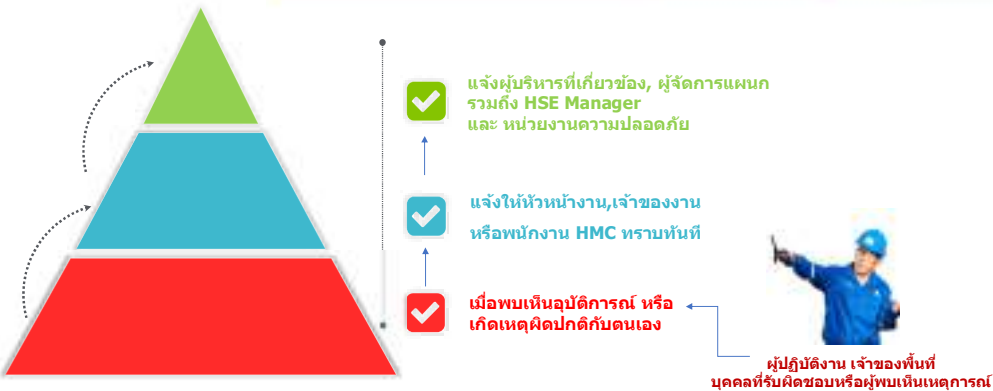 แจ้งผู้บริหารที่เกี่ยวข้อง, ผู้จัดการแผนก
รวมถึง HSE Manager
และ หน่วยงานความปลอดภัย
แจ้งให้หัวหน้างาน,เจ้าของงาน
หรือพนักงาน HMC ทราบทันที
เมื่อพบเห็นอุบัติการณ์ หรือ
เกิดเหตุผิดปกติกับตนเอง
ผู้ปฏิบัติงาน เจ้าของพื้นที่
บุคคลที่รับผิดชอบหรือผู้พบเห็นเหตุการณ์